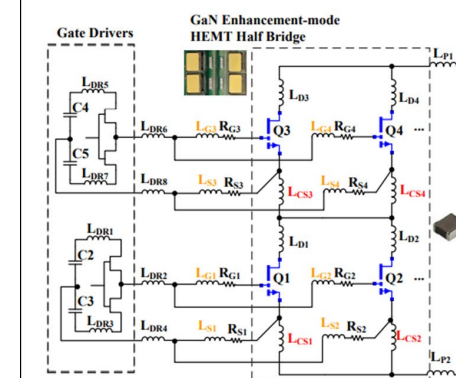 GaN Enhancement-mode
HEMT Half Bridge
Gate Drivers
LP1
LDR5
LD3
LD4
C4
LDR6
LG3 RG3
Q3
LG4 RG4
Q4
...
C5
LDR7
LDR8
LS3 RS3
LCS3
LS4 RS4
LCS4
LDR1
LD1
LD2
C2
LDR2
LG1 RG1
Q1
LG2 RG2
Q2
...
C3
LDR3
LDR4
LS1 RS1
LCS1
LS2 RS2
LCS2
LP2